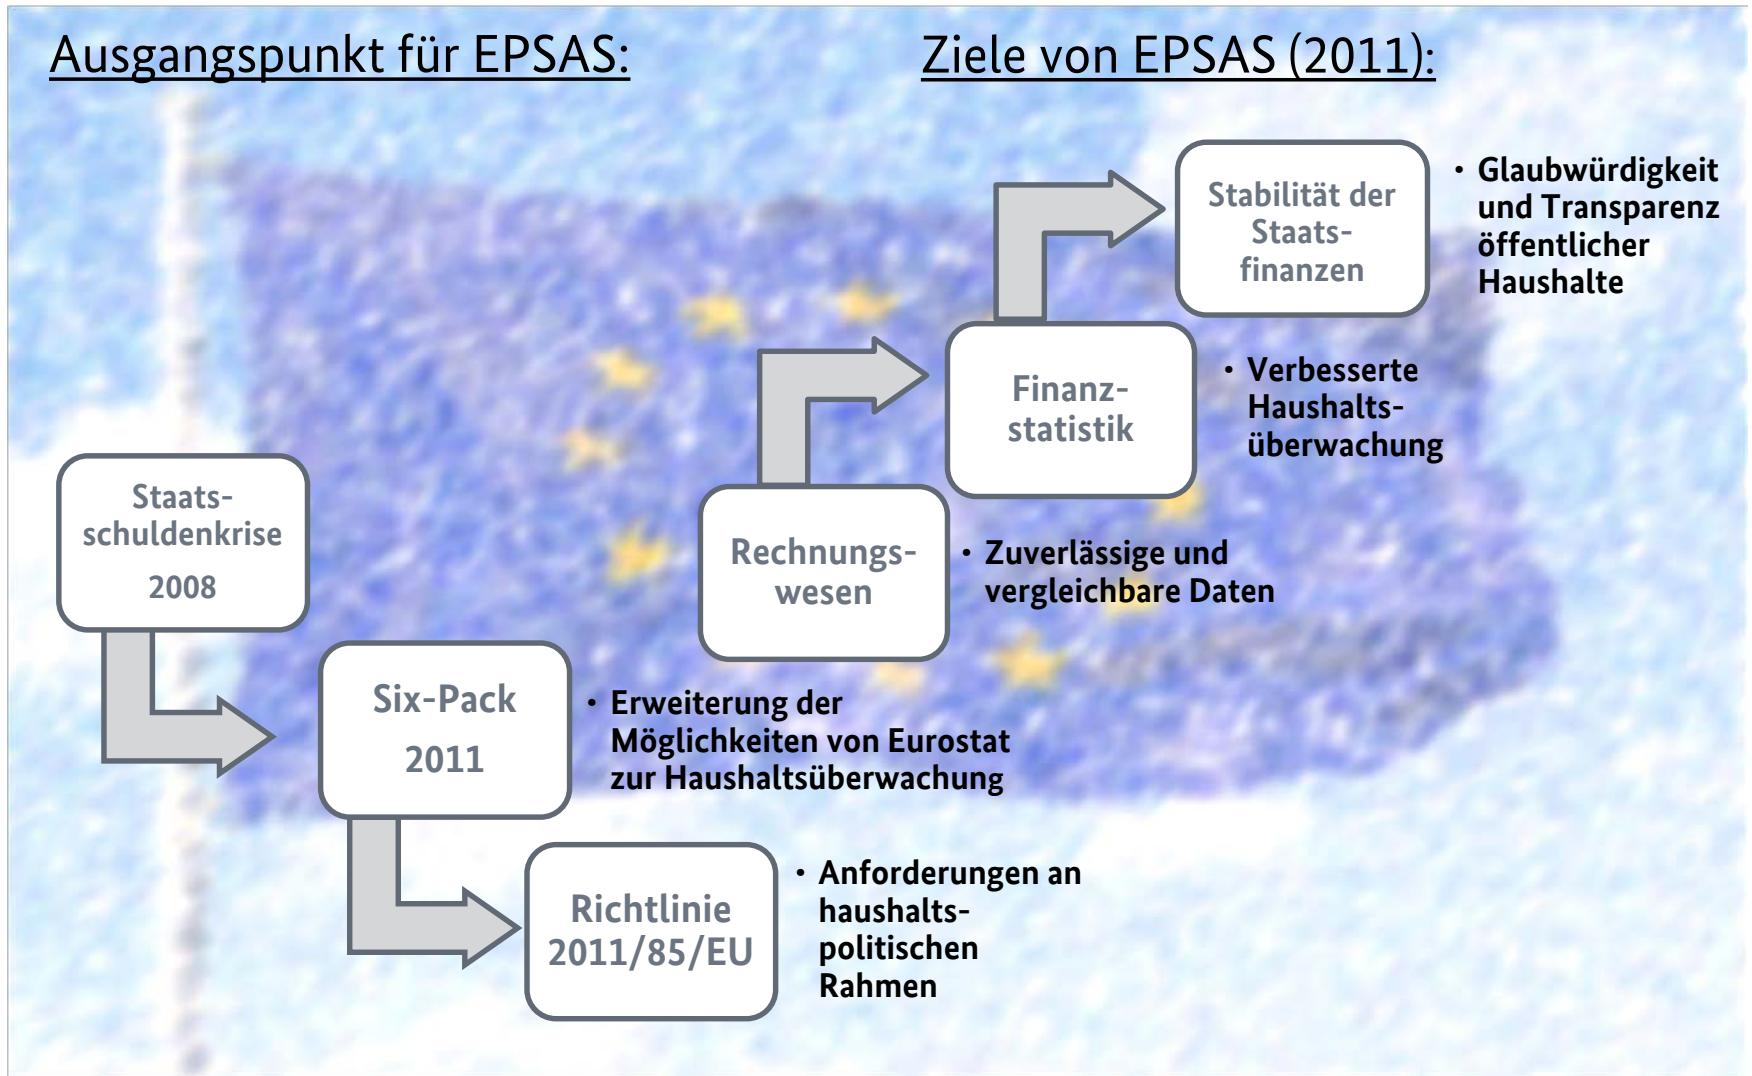 Ausgangspunkt für EPSAS:
Staats-
schuldenkrise
2008
Six-Pack
2011
• Erweiterung der
Möglichkeiten von Eurostat
zur Haushaltsüberwachung
Richtlinie
2011/85/EU
• Anforderungen an
haushalts-
politischen
Rahmen
Ziele von EPSAS (2011):
Rechnungs-
wesen
• Zuverlässige und
vergleichbare Daten
Finanz-
statistik
• Verbesserte
Haushalts-
überwachung
Stabilität der
Staats-
finanzen
• Glaubwürdigkeit
und Transparenz
öffentlicher
Haushalte